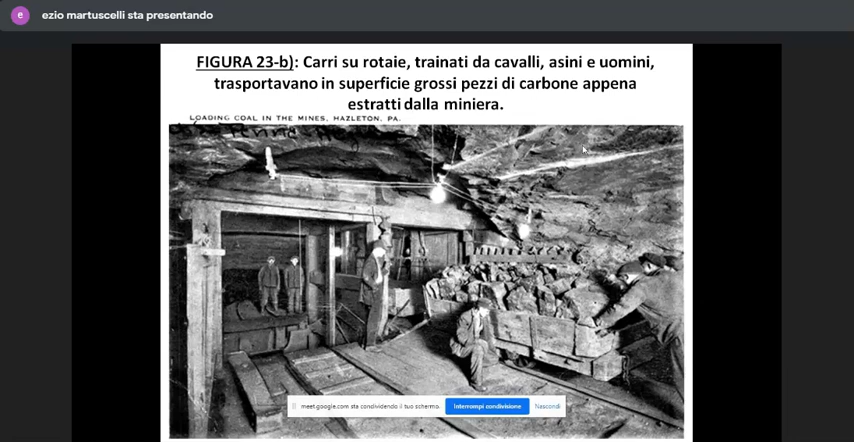 e ezio martuscelli sta presentando
FIGURA 23-b): Carri su rotaie, trainati da cavalli, asini e uomini,
trasportavano in superficie grossi pezzi di carbone appena
estratti dalla miniera.
LOADING COAL IN THE MINES, HAZLETON, PA.
meet.google.com sta condividendo il tuo schermo. Interrompi condivisione Nascondi